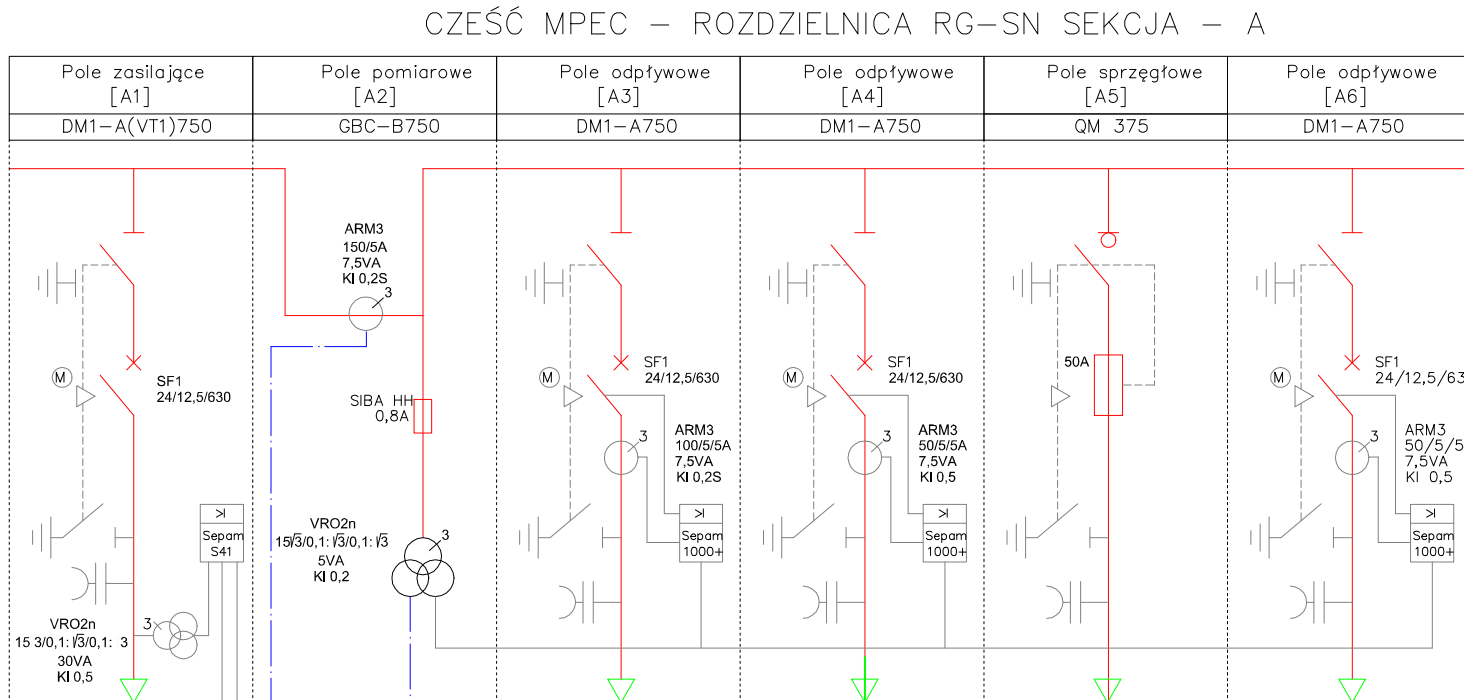 CZEŚĆ MPEC – ROZDZIELNICA RG–SN SEKCJA – A
Pole zasilające
[A1]
DM1–A(VT1)750
Pole pomiarowe
[A2]
GBC–B750
Pole odpływowe
[A3]
DM1–A750
Pole odpływowe
[A4]
DM1–A750
Pole sprzęgłowe
[A5]
QM 375
Pole odpływowe
[A6]
DM1–A750
M
SF1
24/12,5/630
>I
Sepam
S41
3
VRO2n
15 3/0,1: √3/0,1: 3
30VA
Kl 0,5
ARM3
150/5A
7,5VA
Kl 0,2S
3
SIBA HH
0,8A
VRO2n
15√3/0,1:√3/0,1:√3
5VA
Kl 0,2
3
M
SF1
24/12,5/630
3
ARM3
100/5/5A
7,5VA
Kl 0,2S
>I
Sepam
1000+
M
SF1
24/12,5/630
3
ARM3
50/5/5A
7,5VA
Kl 0,5
>I
Sepam
1000+
50A
M
SF1
24/12,5/63
3
ARM3
50/5/5
7,5VA
Kl 0,5
>I
Sepam
1000+